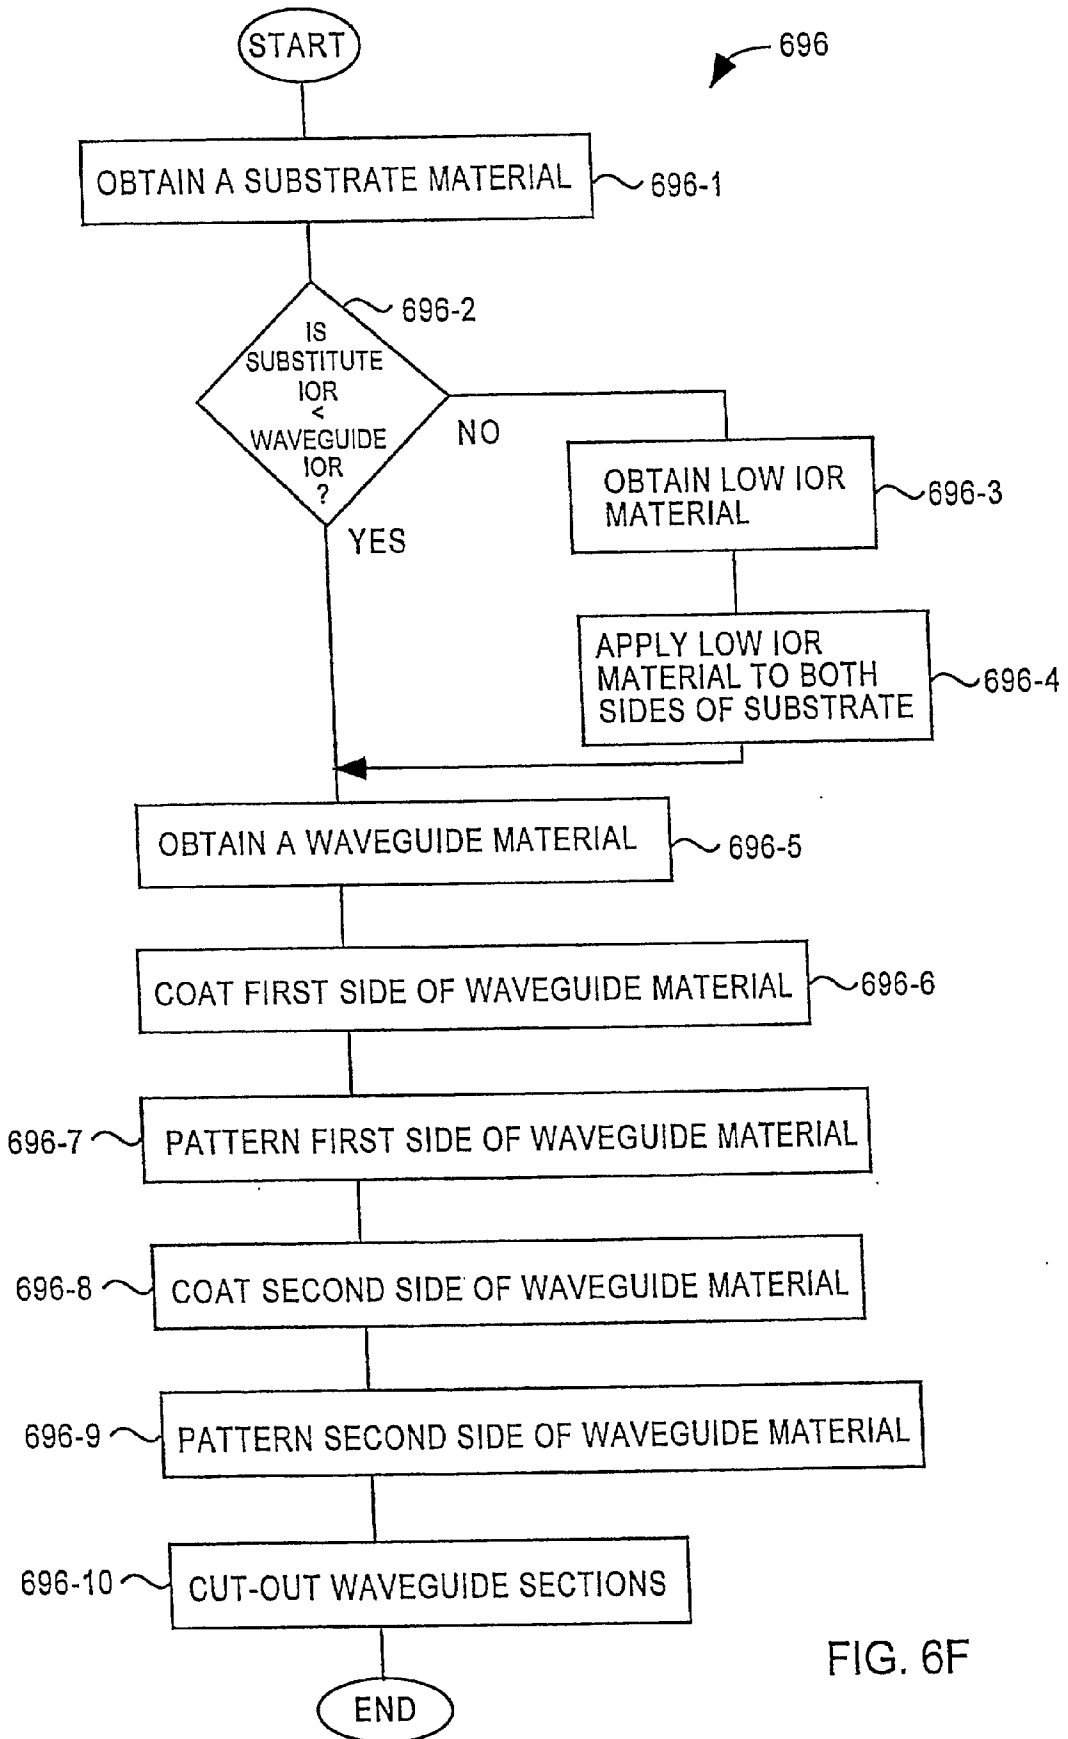 START
696
OBTAIN A SUBSTRATE MATERIAL
696-1
696-2
IS
SUBSTITUTE
IOR
<
WAVEGUIDE
IOR
?
NO
YES
OBTAIN LOW IOR
MATERIAL
696-3
APPLY LOW IOR
MATERIAL TO BOTH
SIDES OF SUBSTRATE
696-4
OBTAIN A WAVEGUIDE MATERIAL
696-5
COAT FIRST SIDE OF WAVEGUIDE MATERIAL
696-6
696-7
PATTERN FIRST SIDE OF WAVEGUIDE MATERIAL
696-8
COAT SECOND SIDE OF WAVEGUIDE MATERIAL
696-9
PATTERN SECOND SIDE OF WAVEGUIDE MATERIAL
696-10
CUT-OUT WAVEGUIDE SECTIONS
END
FIG. 6F